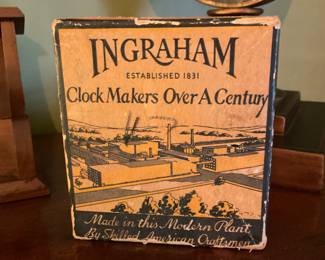 INGRAHAM
ESTABLISHED 1831
Clock Makers Over A Century
Made in this Modern Plant
By Skilled American Craftsmen